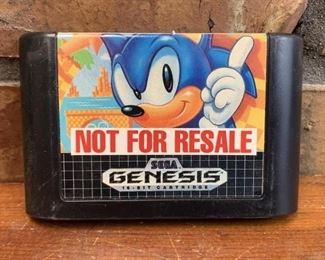 NOT FOR RESALE
SEGA
GENESIS
16-BIT CARTRIDGE